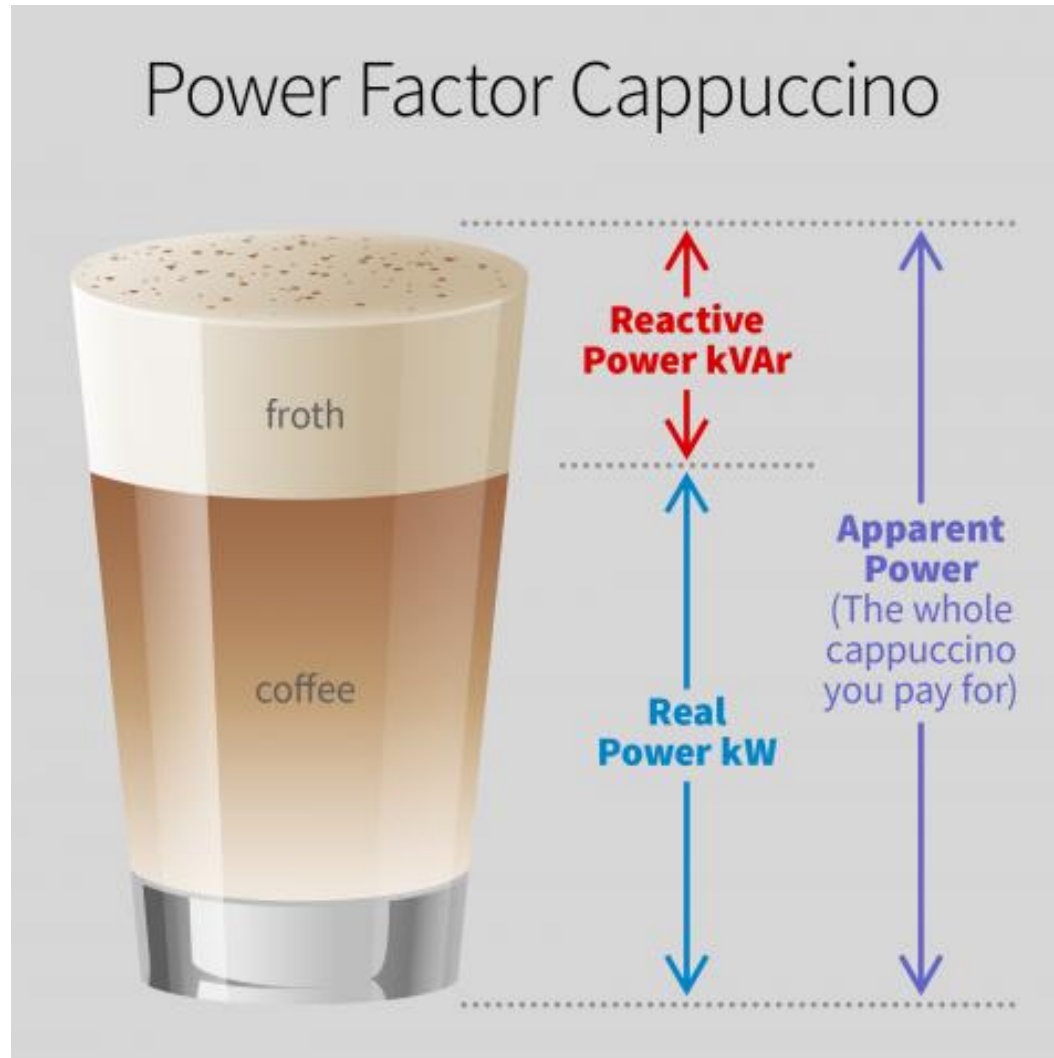 Power Factor Cappuccino
Reactive
Power kVAr
froth
Apparent
Power
(The whole
cappuccino
you pay for)
coffee
Real
Power kW